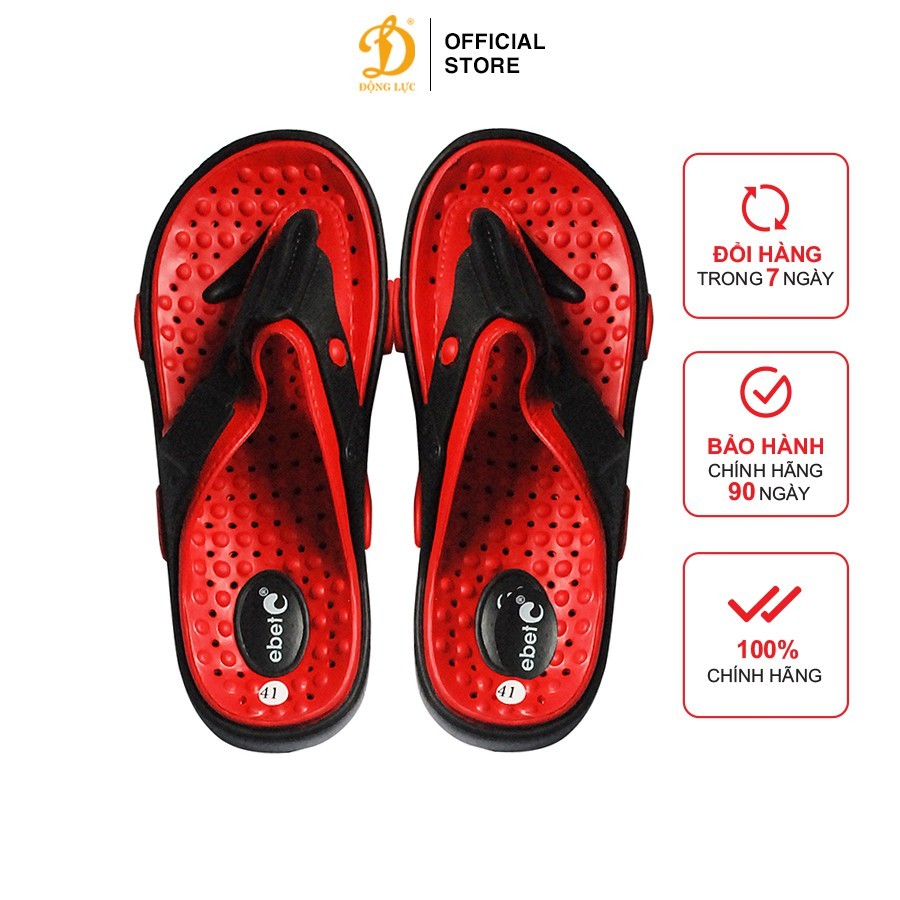 Đ®
ĐỘNG LỰC
OFFICIAL
STORE
ĐỔI HÀNG
TRONG 7 NGÀY
BẢO HÀNH
CHÍNH HÃNG
90 NGÀY
100%
CHÍNH HÃNG
ebet®
41
ebet®
41